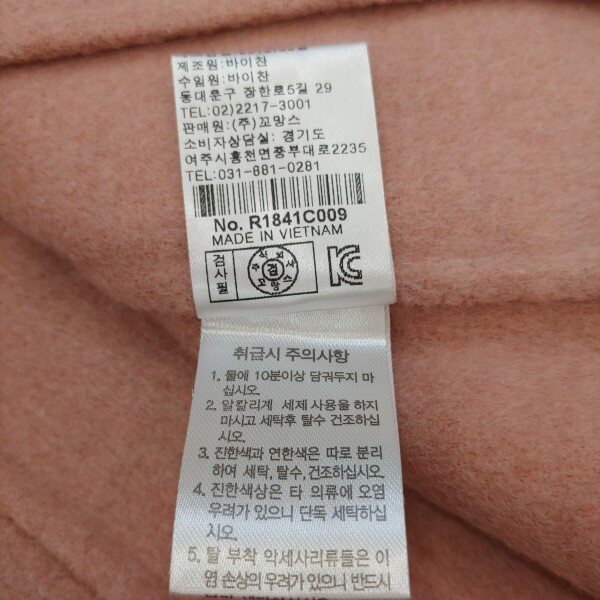 제조원:바이찬
수입원:바이찬
동대문구 장한로5길 29
TEL:02)2217-3001
판매원:(주)꼬망스
소비자상담실:경기도
여주시흥천면중부대로2235
TEL:031-881-0281
No. R1841C009
MADE IN VIETNAM
검사필
주식회사
검
꼬망스
취급시 주의사항
1. 물에 10분이상 담궈두지 마
십시오.
2. 알칼리계 세제 사용을 하지
마시고 세탁후 탈수 건조하십
시오.
3. 진한색과 연한색은 따로 분리
하여 세탁,탈수,건조하십시오.
4. 진한색상은 타 의류에 오염
우려가 있으니 단독 세탁하십
시오.
5. 탈 부착 악세사리류들은 이
염 손상의 우려가 있으니 반드시